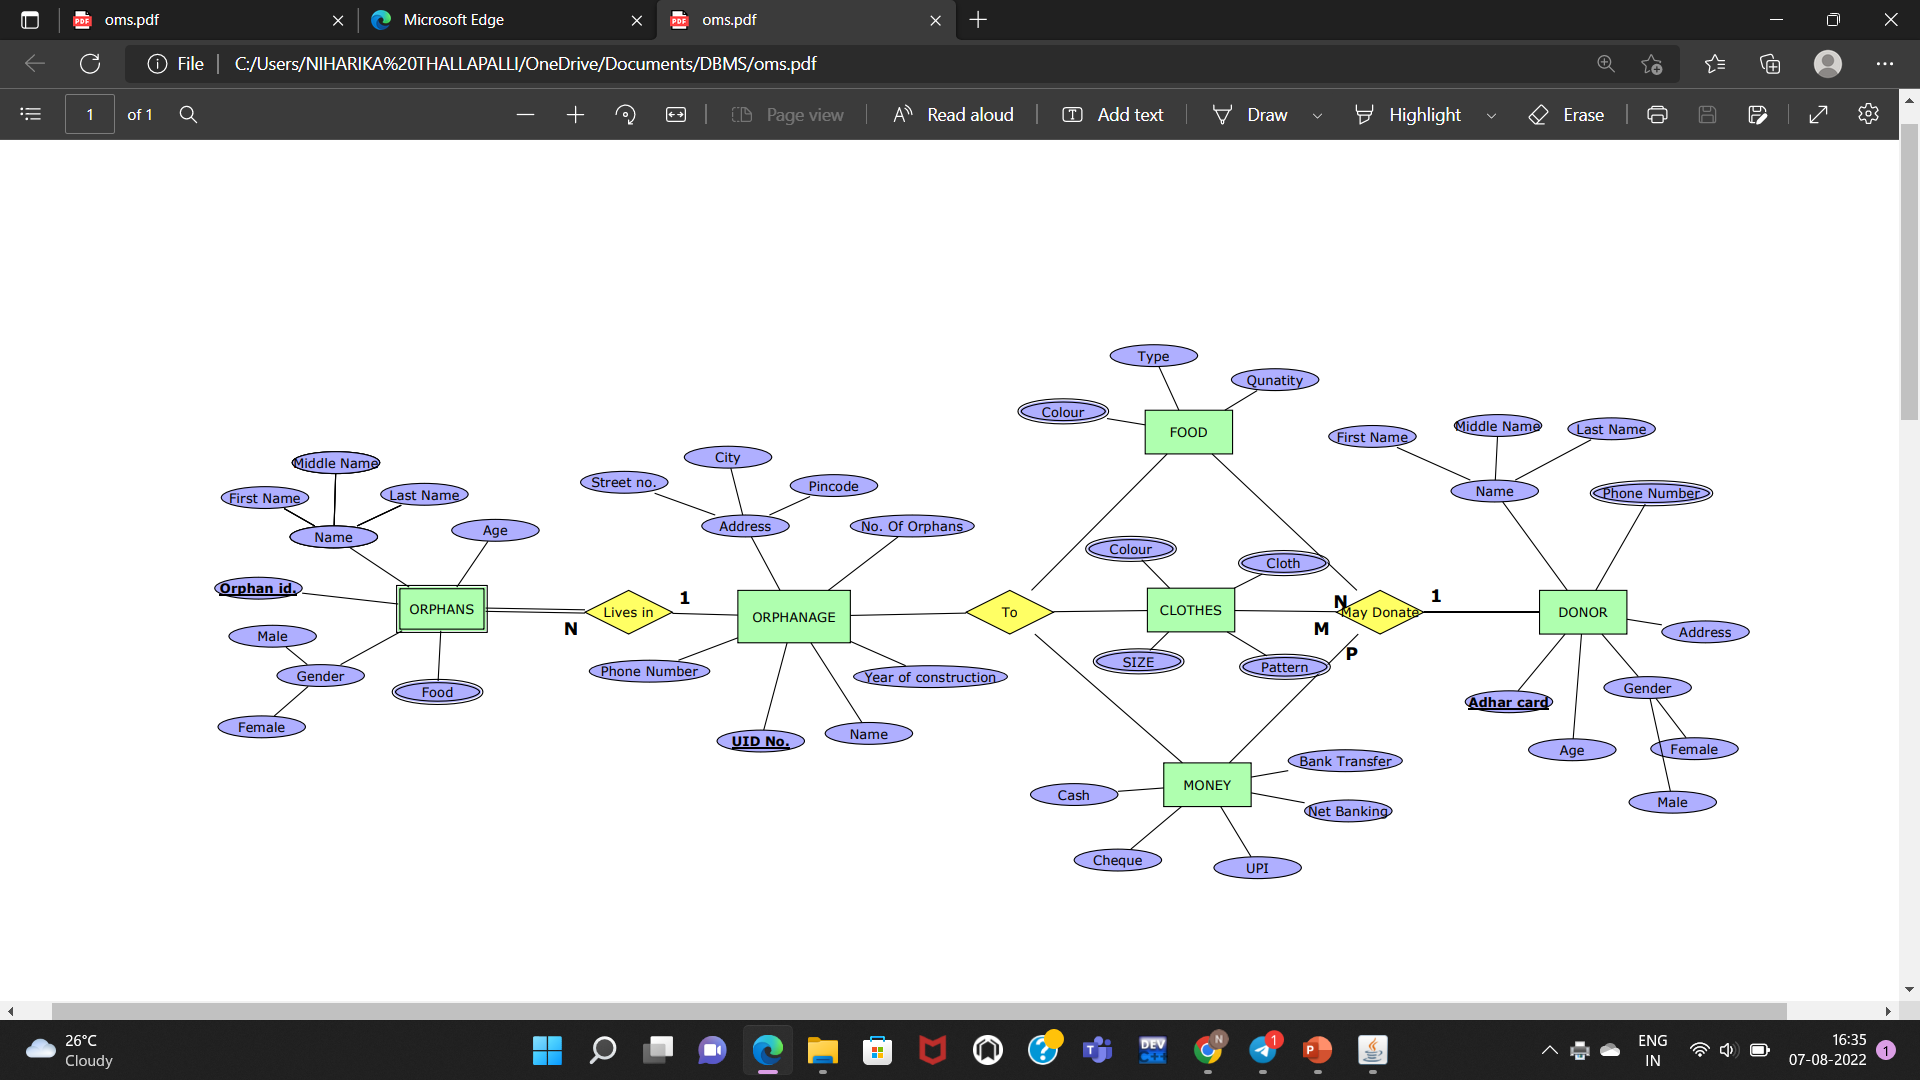 oms.pdf
Microsoft Edge
oms.pdf
File
C:/Users/NIHARIKA%20THALLAPALLI/OneDrive/Documents/DBMS/oms.pdf
1 of 1
Page view
Read aloud
Add text
Draw
Highlight
Erase
Type
Qunatity
Colour
FOOD
First Name
Middle Name
Last Name
Name
Phone Number
Middle Name
First Name
Last Name
Name
Age
Orphan id.
ORPHANS
Male
Gender
Female
Food
Lives in
N
1
City
Street no.
Pincode
Address
No. Of Orphans
ORPHANAGE
Phone Number
Year of construction
UID No.
Name
To
Colour
Cloth
CLOTHES
SIZE
Pattern
N
May Donate
M
P
1
DONOR
Address
Adhar card
Gender
Age
Female
Male
MONEY
Bank Transfer
Cash
Net Banking
Cheque
UPI
26°C
Cloudy
DEV
C++
N
1
ENG
IN
16:35
07-08-2022
1